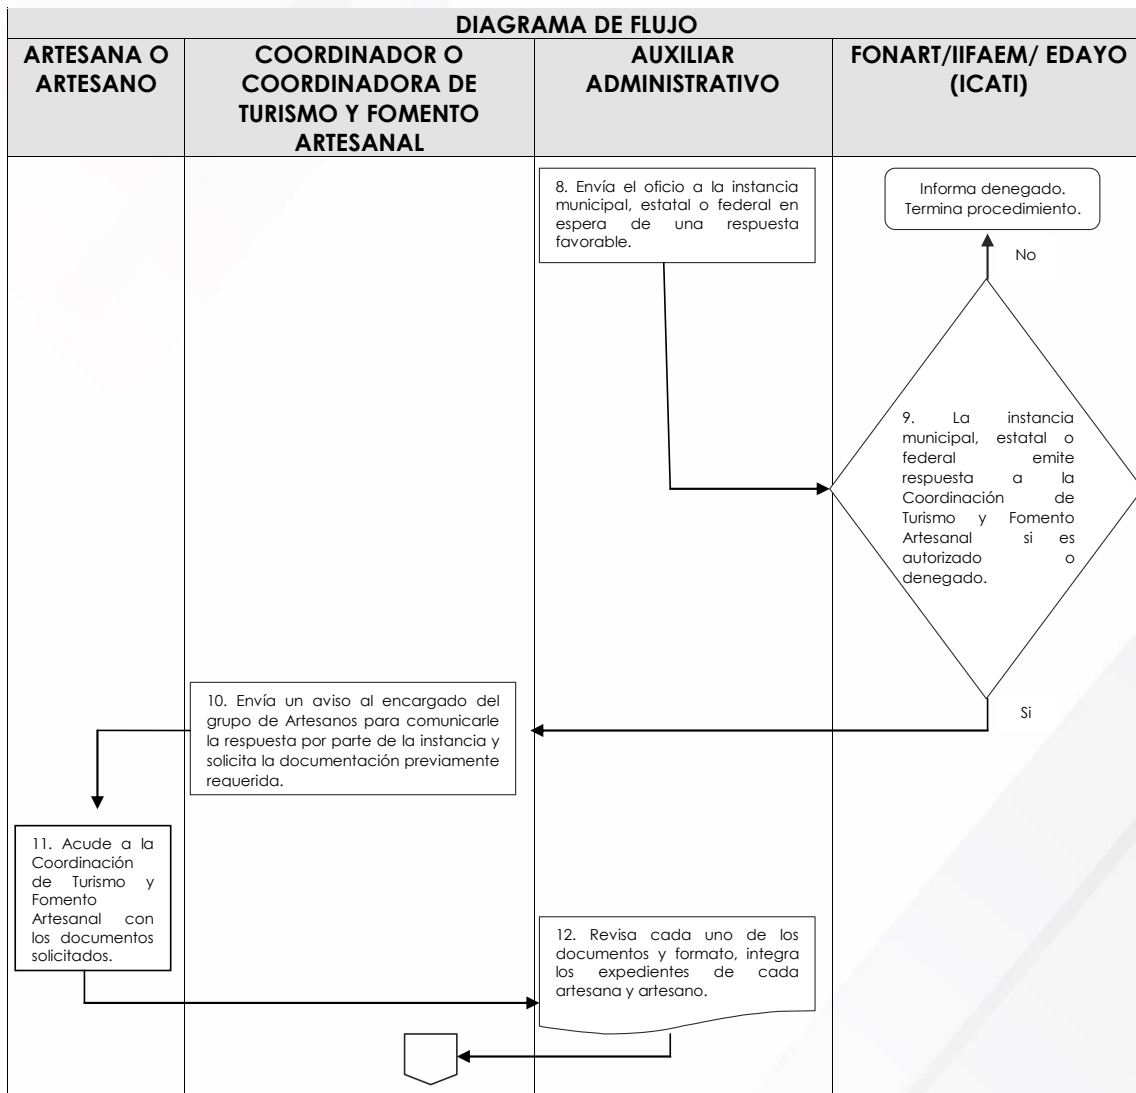 DIAGRAMA DE FLUJO
ARTESANA O
ARTESANO
COORDINADOR O
COORDINADORA DE
TURISMO Y FOMENTO
ARTESANAL
AUXILIAR
ADMINISTRATIVO
FONART/IIFAEM/ EDAYO
(ICATI)
8. Envía el oficio a la instancia
municipal, estatal o federal en
espera de una respuesta
favorable.
Informa denegado.
Termina procedimiento.
No
9. La instancia
municipal, estatal o
federal emite
respuesta a la
Coordinación de
Turismo y Fomento
Artesanal si es
autorizado o
denegado.
Si
10. Envía un aviso al encargado del
grupo de Artesanos para comunicarle
la respuesta por parte de la instancia y
solicita la documentación previamente
requerida.
11. Acude a la
Coordinación
de Turismo y
Fomento
Artesanal con
los documentos
solicitados.
12. Revisa cada uno de los
documentos y formato, integra
los expedientes de cada
artesana y artesano.